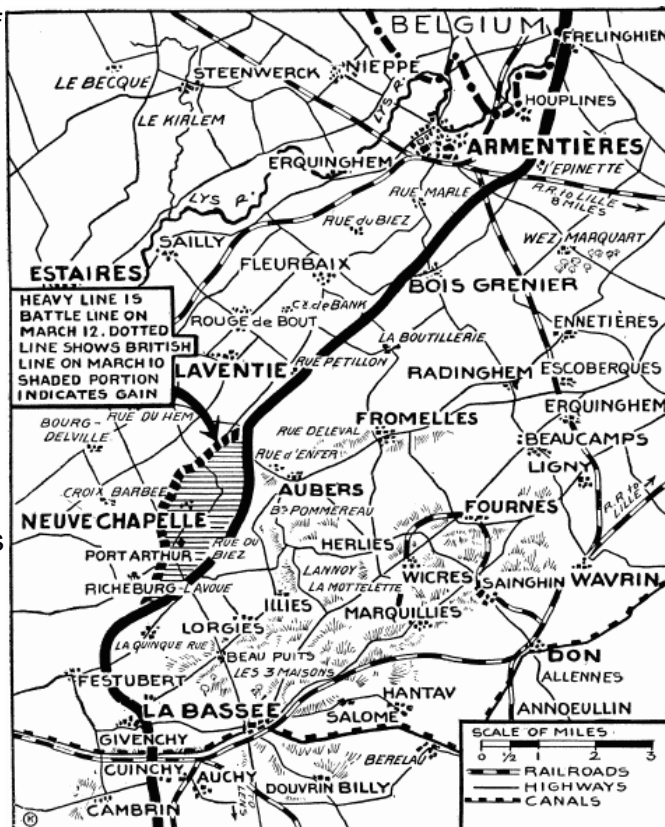 BELGIUM
FRELINGHIEN
LE BECQUE
STEENWERCK
NIEPPE
LYS R.
HOUPLINES
LE KIRLEM
ARMENTIÈRES
ERQUINGHEM
L'EPINETTE
R.R. TO LILLE
8 MILES
LYS R.
RUE MARLE
RUE du BIEZ
SAILLY
WEZ MARQUART
ESTAIRES
FLEURBAIX
BOIS GRENIER
HEAVY LINE IS
BATTLE LINE ON
MARCH 12. DOTTED
LINE SHOWS BRITISH
LINE ON MARCH 10
SHADED PORTION
INDICATES GAIN
ROUGE de BOUT
de BANK
ENNETIÈRES
LA BOUTILLERIE
LAVENTIE
RUE PETILLON
RADINGHEM
ESCOBERQUES
RUE DU HEM
BOURG-
DELVILLE
FROMELLES
ERQUINGHEM
RUE DELEVAL
BEAUCAMPS
RUE d'ENFER
LIGNY
CROIX BARBEE
AUBERS
R.R. TO
LILLE
NEUVE CHAPELLE
POMMEREAU
FOURNES
RUE DU
BIEZ
PORT ARTHUR
HERLIES
LANNOY
WICRES
WAVRIN
RICHEBURG-L'AVOUE
LA MOTTELETTE
SAINGHIN
ILLIES
LORGIES
MARQUILLIES
LA QUINQUE RUE
BEAU PUITS
DON
FESTUBERT
LES 3 MAISONS
ALLENNES
HANTAV
LA BASSÉE
SALOMÉ
ANNOEULLIN
GIVENCHY
SCALE OF MILES
0 ½ 1 2 3
CUINCHY
BERELAU
AUCHY
DOUVRIN
BILLY
RAILROADS
HIGHWAYS
CANALS
CAMBRIN
TO
LENS
K